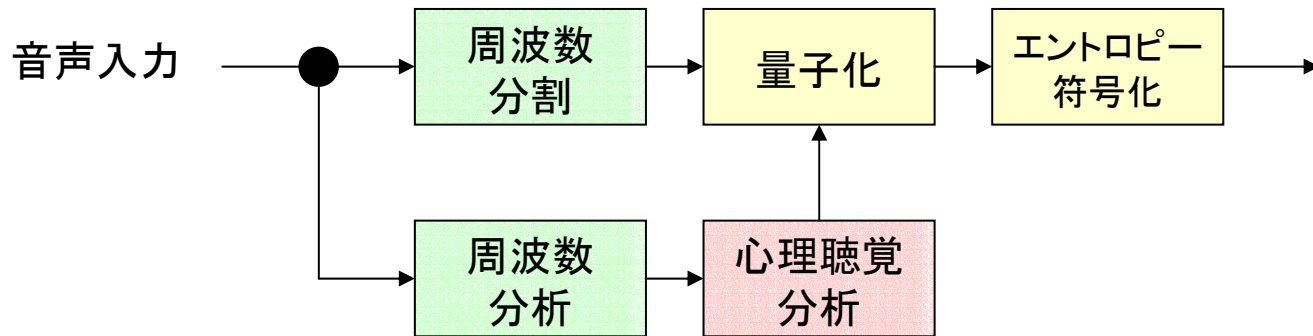 音声入力
周波数
分割
量子化
エントロピー
符号化
周波数
分析
心理聴覚
分析